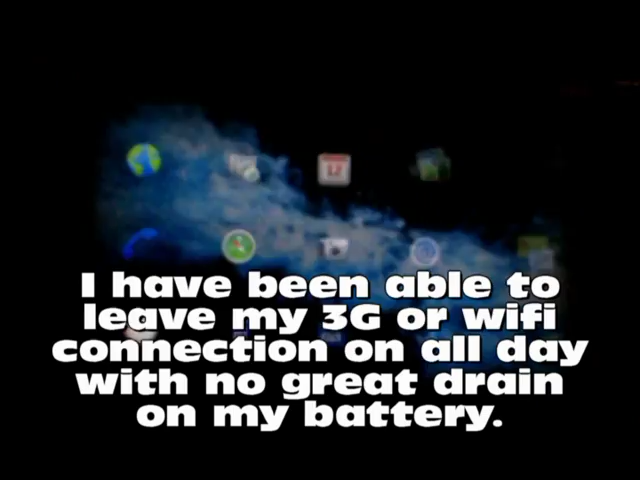 I have been able to
leave my 3G or wifi
connection on all day
with no great drain
on my battery.